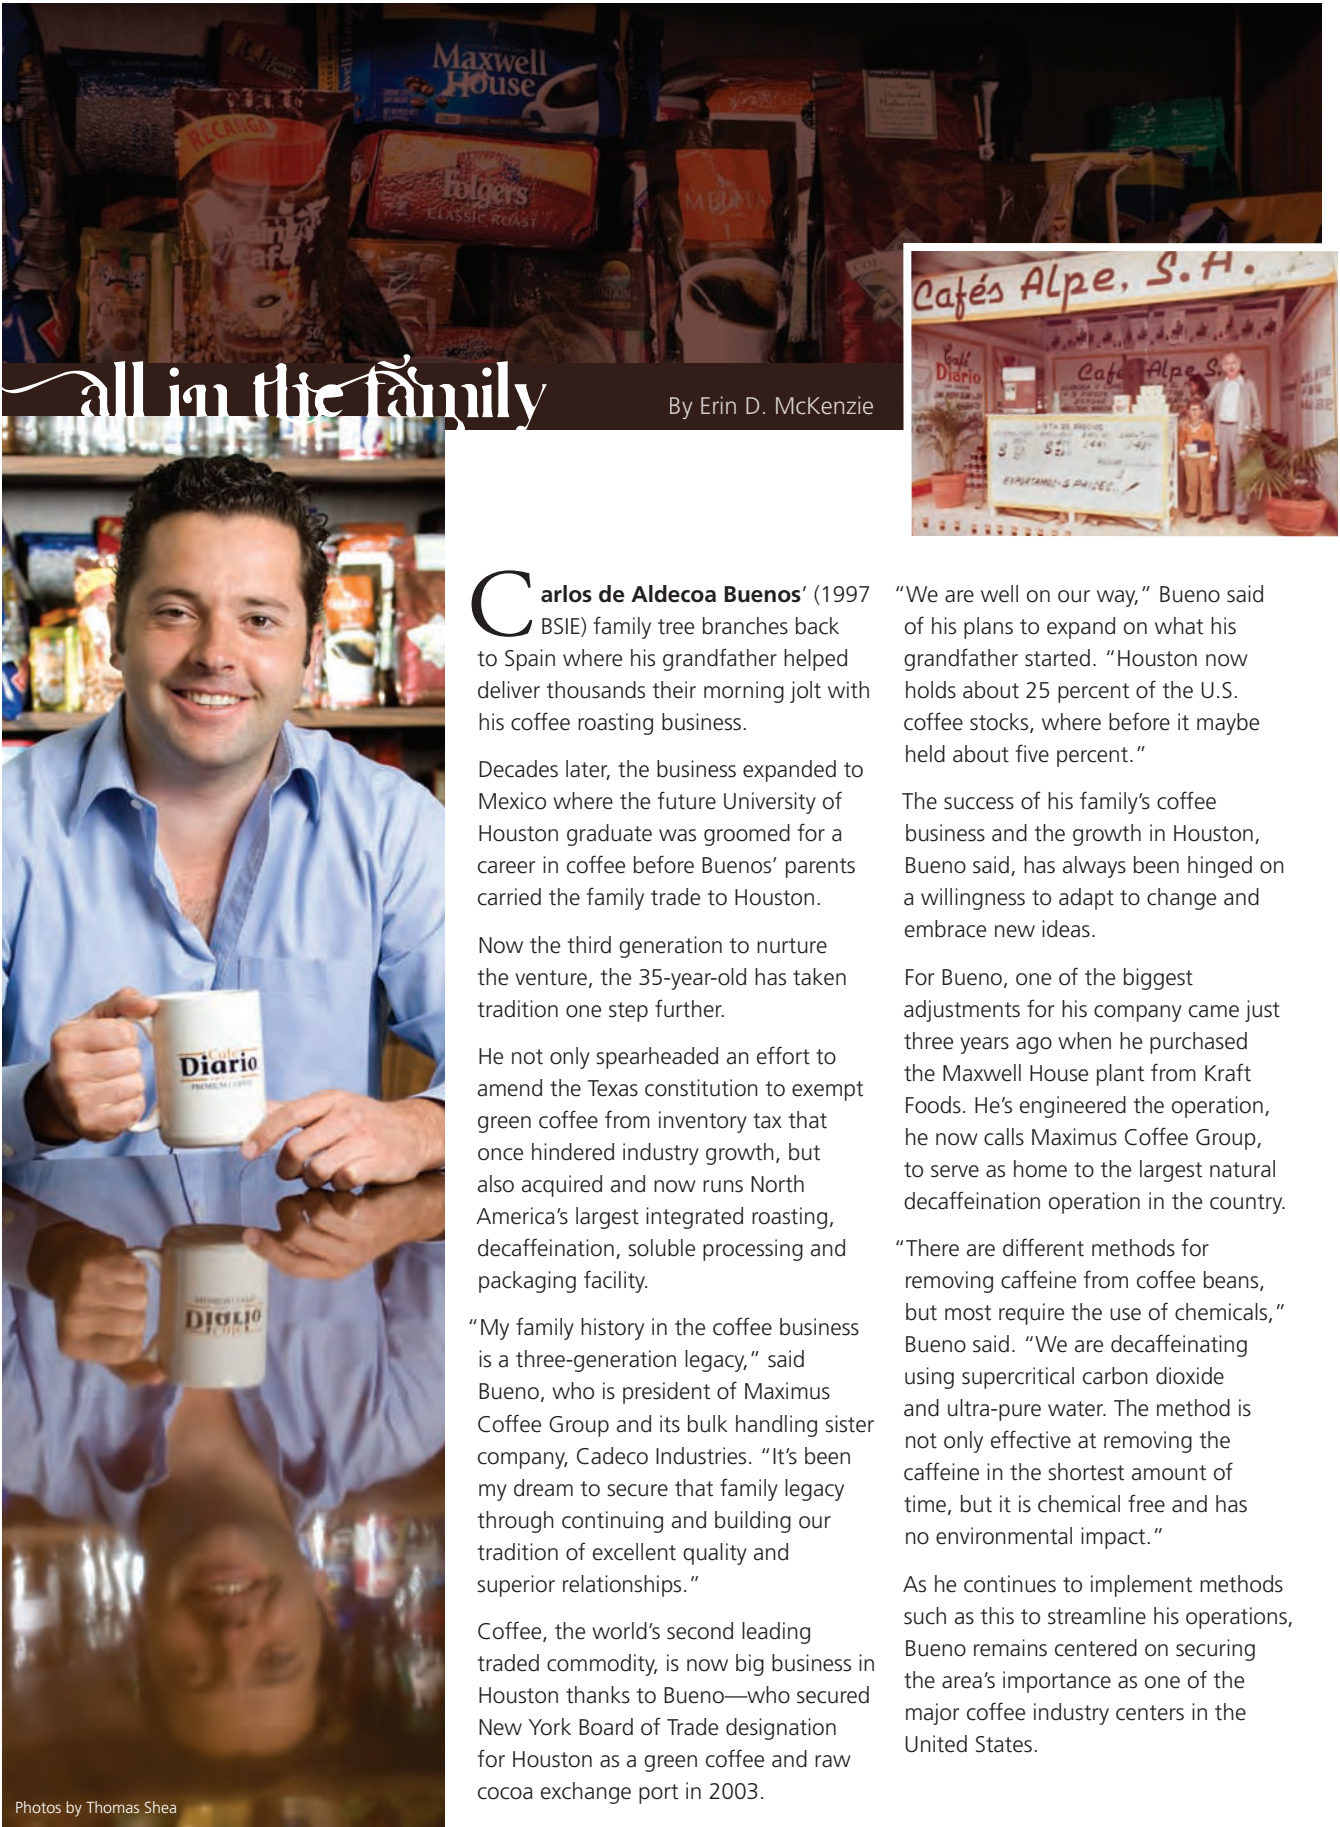 Maxwell
House
RECARGA
Folgers
CLASSIC ROAST
MELITTA
Cafés Alpe, S.A.
Café
Diario
Café Alpe S.
LISTA DE PRECIOS
EXPORTAMOS-5 PAISES..!
all in the family
By Erin D. McKenzie
Café
Diario
PREMIUM COFFEE
Carlos de Aldecoa Buenos’ (1997
BSIE) family tree branches back
to Spain where his grandfather helped
deliver thousands their morning jolt with
his coffee roasting business.
Decades later, the business expanded to
Mexico where the future University of
Houston graduate was groomed for a
career in coffee before Buenos’ parents
carried the family trade to Houston.
Now the third generation to nurture
the venture, the 35-year-old has taken
tradition one step further.
He not only spearheaded an effort to
amend the Texas constitution to exempt
green coffee from inventory tax that
once hindered industry growth, but
also acquired and now runs North
America’s largest integrated roasting,
decaffeination, soluble processing and
packaging facility.
“My family history in the coffee business
is a three-generation legacy,” said
Bueno, who is president of Maximus
Coffee Group and its bulk handling sister
company, Cadeco Industries. “It’s been
my dream to secure that family legacy
through continuing and building our
tradition of excellent quality and
superior relationships.”
Coffee, the world’s second leading
traded commodity, is now big business in
Houston thanks to Bueno—who secured
New York Board of Trade designation
for Houston as a green coffee and raw
cocoa exchange port in 2003.
“We are well on our way,” Bueno said
of his plans to expand on what his
grandfather started. “Houston now
holds about 25 percent of the U.S.
coffee stocks, where before it maybe
held about five percent.”
The success of his family’s coffee
business and the growth in Houston,
Bueno said, has always been hinged on
a willingness to adapt to change and
embrace new ideas.
For Bueno, one of the biggest
adjustments for his company came just
three years ago when he purchased
the Maxwell House plant from Kraft
Foods. He’s engineered the operation,
he now calls Maximus Coffee Group,
to serve as home to the largest natural
decaffeination operation in the country.
“There are different methods for
removing caffeine from coffee beans,
but most require the use of chemicals,”
Bueno said. “We are decaffeinating
using supercritical carbon dioxide
and ultra-pure water. The method is
not only effective at removing the
caffeine in the shortest amount of
time, but it is chemical free and has
no environmental impact.”
As he continues to implement methods
such as this to streamline his operations,
Bueno remains centered on securing
the area’s importance as one of the
major coffee industry centers in the
United States.
Photos by Thomas Shea